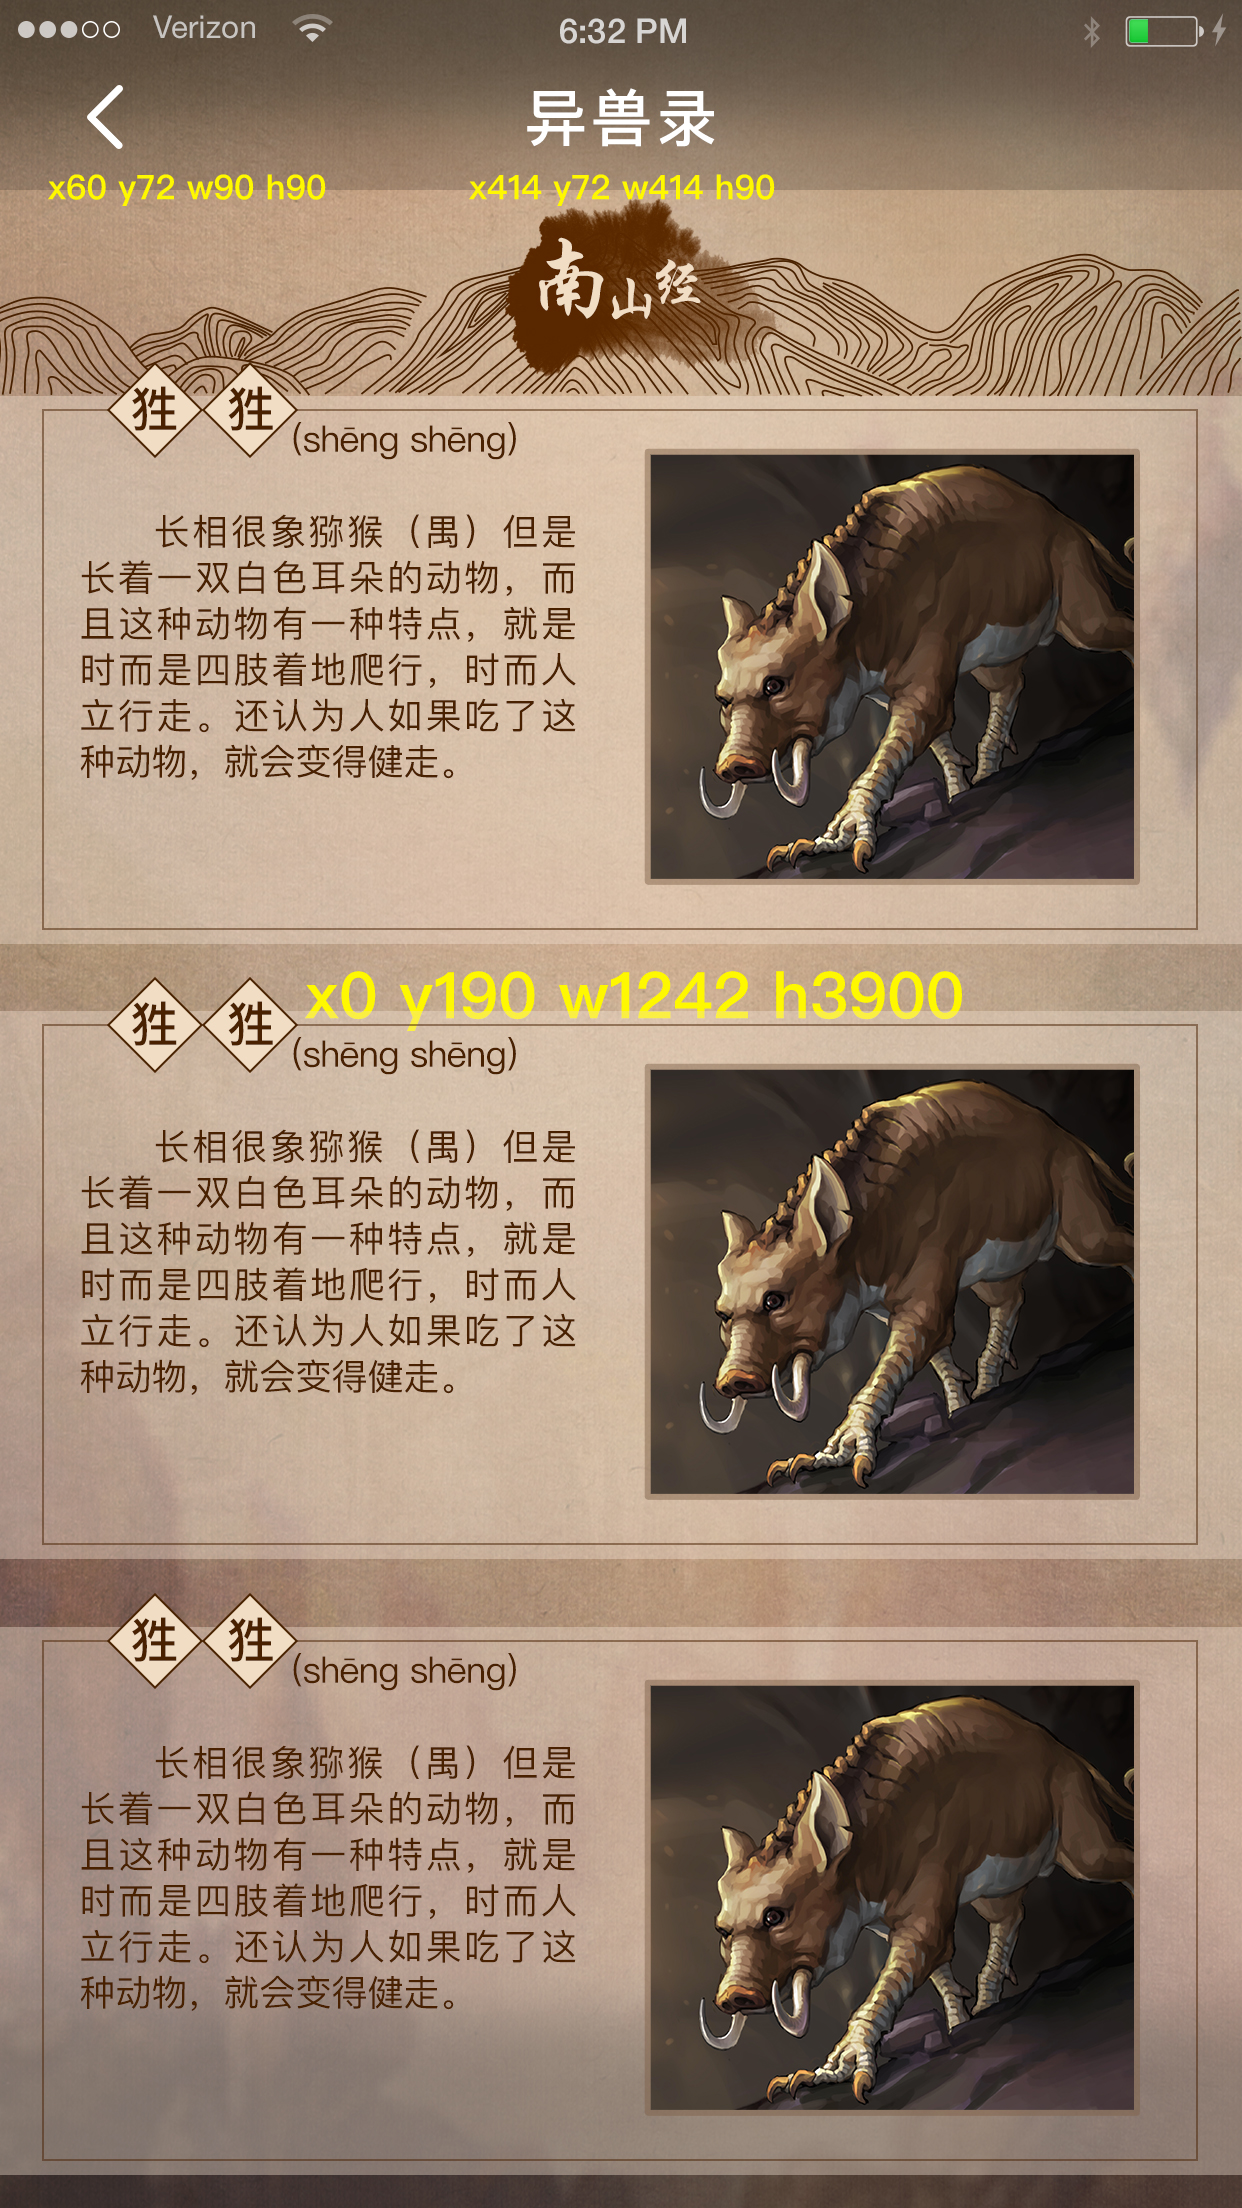 Verizon 6:32 PM
异兽录
x60 y72 w90 h90 x414 y72 w414 h90
南山经
狌 狌
(shēng shēng)
长相很象猕猴（禺）但是
长着一双白色耳朵的动物，而
且这种动物有一种特点，就是
时而是四肢着地爬行，时而人
立行走。还认为人如果吃了这
种动物，就会变得健走。
x0 y190 w1242 h3900
狌 狌
(shēng shēng)
长相很象猕猴（禺）但是
长着一双白色耳朵的动物，而
且这种动物有一种特点，就是
时而是四肢着地爬行，时而人
立行走。还认为人如果吃了这
种动物，就会变得健走。
狌 狌
(shēng shēng)
长相很象猕猴（禺）但是
长着一双白色耳朵的动物，而
且这种动物有一种特点，就是
时而是四肢着地爬行，时而人
立行走。还认为人如果吃了这
种动物，就会变得健走。